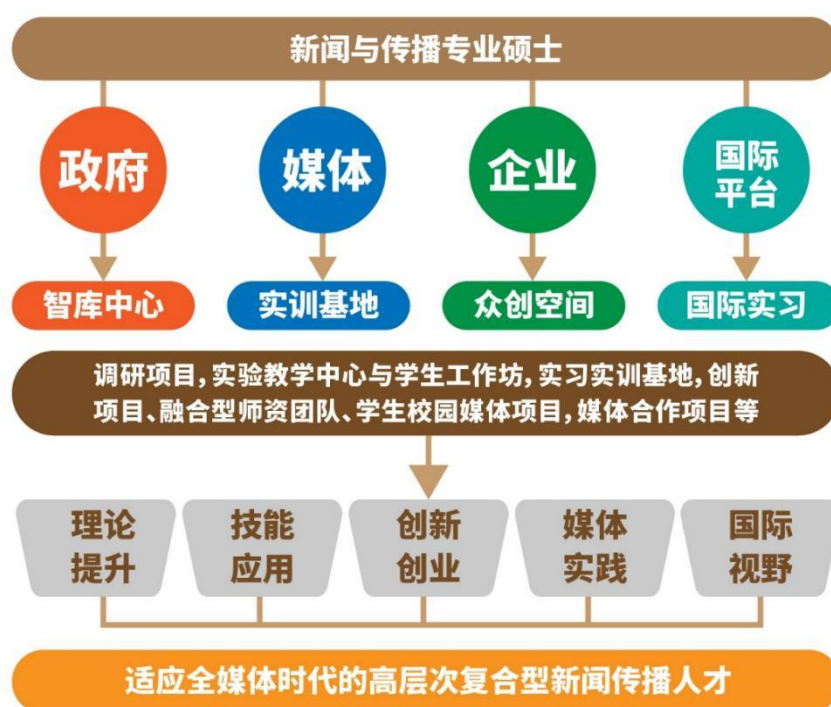 新闻与传播专业硕士
政府
媒体
企业
国际
平台
智库中心
实训基地
众创空间
国际实习
调研项目,实验教学中心与学生工作坊,实习实训基地,创新
项目、融合型师资团队、学生校园媒体项目,媒体合作项目等
理论
提升
技能
应用
创新
创业
媒体
实践
国际
视野
适应全媒体时代的高层次复合型新闻传播人才